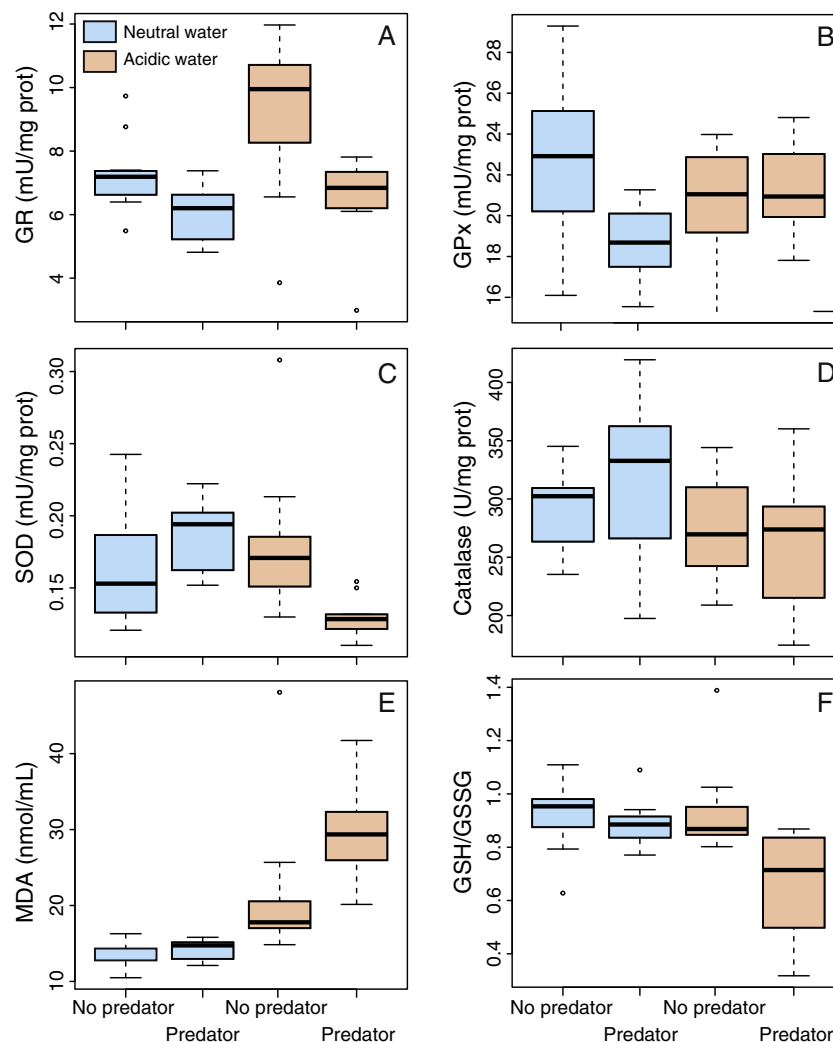 A
Neutral water
Acidic water
GR (mU/mg prot)
12
10
8
6
4
B
GPx (mU/mg prot)
28
26
24
22
20
18
16
C
SOD (mU/mg prot)
0.30
0.25
0.20
0.15
D
Catalase (U/mg prot)
400
350
300
250
200
E
MDA (nmol/mL)
40
30
20
10
No predator
Predator
No predator
Predator
F
GSH/GSSG
1.4
1.2
1.0
0.8
0.6
0.4
No predator
Predator
No predator
Predator